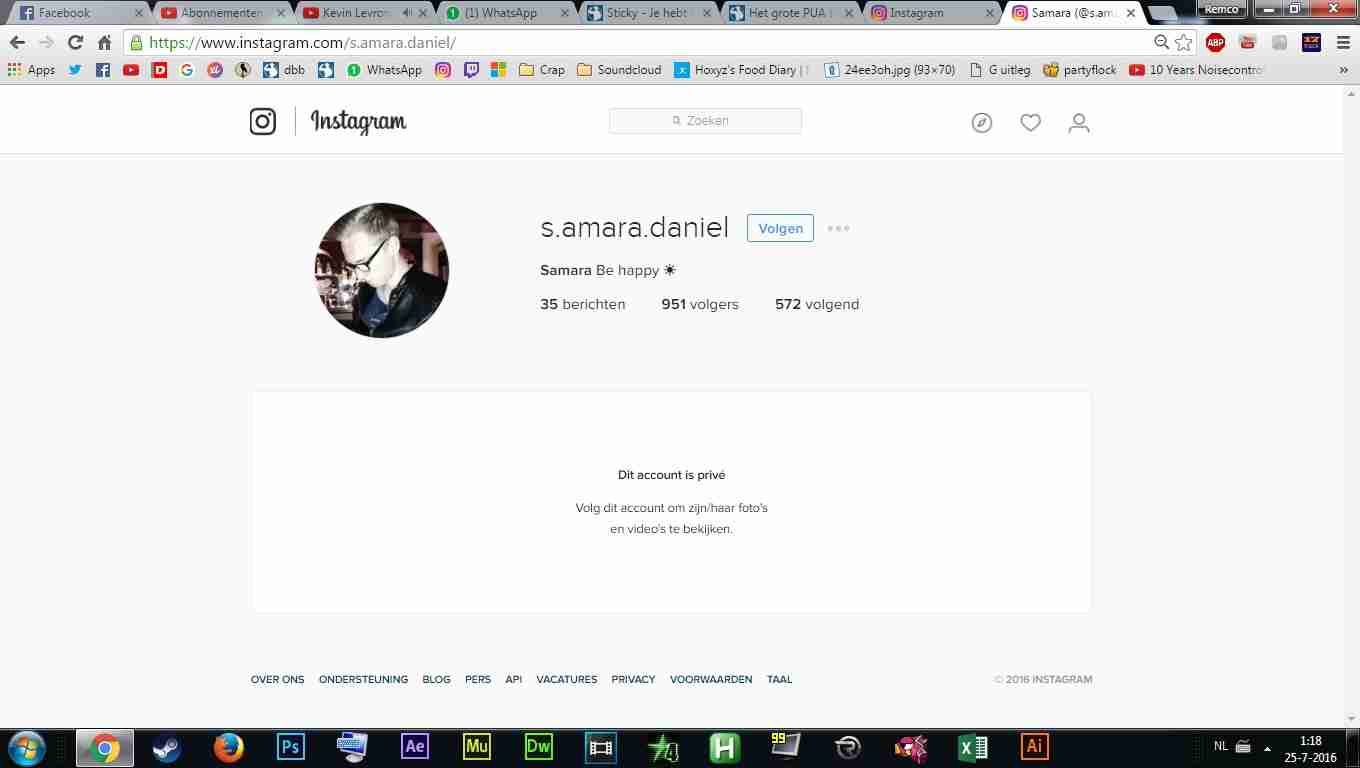 Facebook
Abonnementen
Kevin Levron
(1) WhatsApp
Sticky - Je hebt
Het grote PUA
Instagram
Samara (@s.am
Remco
https://www.instagram.com/s.amara.daniel/
ABP
Apps
dbb
WhatsApp
Crap
Soundcloud
Hoxyz's Food Diary |
24ee3oh.jpg (93×70)
G uitleg
partyflock
10 Years Noisecontro
»
Instagram
Zoeken
s.amara.daniel
Volgen
Samara Be happy ☀
35 berichten
951 volgers
572 volgend
Dit account is privé
Volg dit account om zijn/haar foto's
en video's te bekijken.
OVER ONS
ONDERSTEUNING
BLOG
PERS
API
VACATURES
PRIVACY
VOORWAARDEN
TAAL
© 2016 INSTAGRAM
Ps
Ae
Mu
Dw
H
99
Ai
NL
1:18
25-7-2016